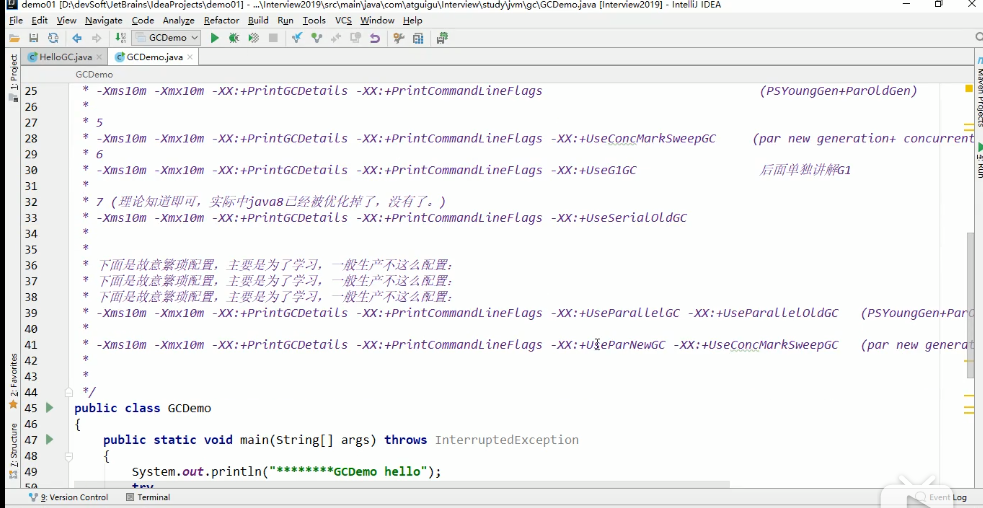 demo01 [D:\devSoft\JetBrains\IdeaProjects\demo01] - ...\Interview2019\src\main\java\com\atguigu\Interview\study\jvm\gc\GCDemo.java [Interview2019] - IntelliJ IDEA
File Edit View Navigate Code Analyze Refactor Build Run Tools VCS Window Help
GCDemo
HelloGC.java GCDemo.java
1: Project
Maven Projects
GCDemo
25 * -Xms10m -Xmx10m -XX:+PrintGCDetails -XX:+PrintCommandLineFlags (PSYoungGen+ParOldGen)
26 *
27 * 5
28 * -Xms10m -Xmx10m -XX:+PrintGCDetails -XX:+PrintCommandLineFlags -XX:+UseConcMarkSweepGC (par new generation+ concurrent
29 * 6
30 * -Xms10m -Xmx10m -XX:+PrintGCDetails -XX:+PrintCommandLineFlags -XX:+UseG1GC 后面单独讲解G1
31 *
32 * 7 (理论知道即可，实际中java8已经被优化掉了，没有了。)
33 * -Xms10m -Xmx10m -XX:+PrintGCDetails -XX:+PrintCommandLineFlags -XX:+UseSerialOldGC
34 *
35 *
36 * 下面是故意繁琐配置，主要是为了学习，一般生产不这么配置:
37 * 下面是故意繁琐配置，主要是为了学习，一般生产不这么配置:
38 * 下面是故意繁琐配置，主要是为了学习，一般生产不这么配置:
39 * -Xms10m -Xmx10m -XX:+PrintGCDetails -XX:+PrintCommandLineFlags -XX:+UseParallelGC -XX:+UseParallelOldGC (PSYoungGen+ParO
40 *
41 * -Xms10m -Xmx10m -XX:+PrintGCDetails -XX:+PrintCommandLineFlags -XX:+UseParNewGC -XX:+UseConcMarkSweepGC (par new generat
42 *
43 *
44 */
45 public class GCDemo
46 {
47 public static void main(String[] args) throws InterruptedException
48 {
49 System.out.println("********GCDemo hello");
50 try
2: Favorites
7: Structure
9: Version Control Terminal Event Log